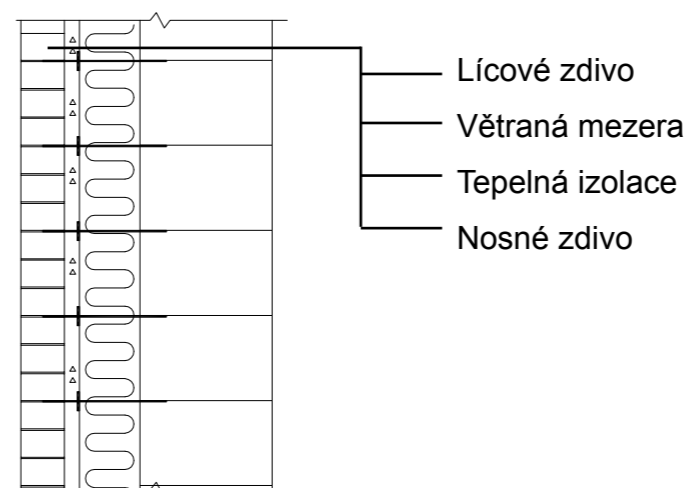 Lícové zdivo
Větraná mezera
Tepelná izolace
Nosné zdivo